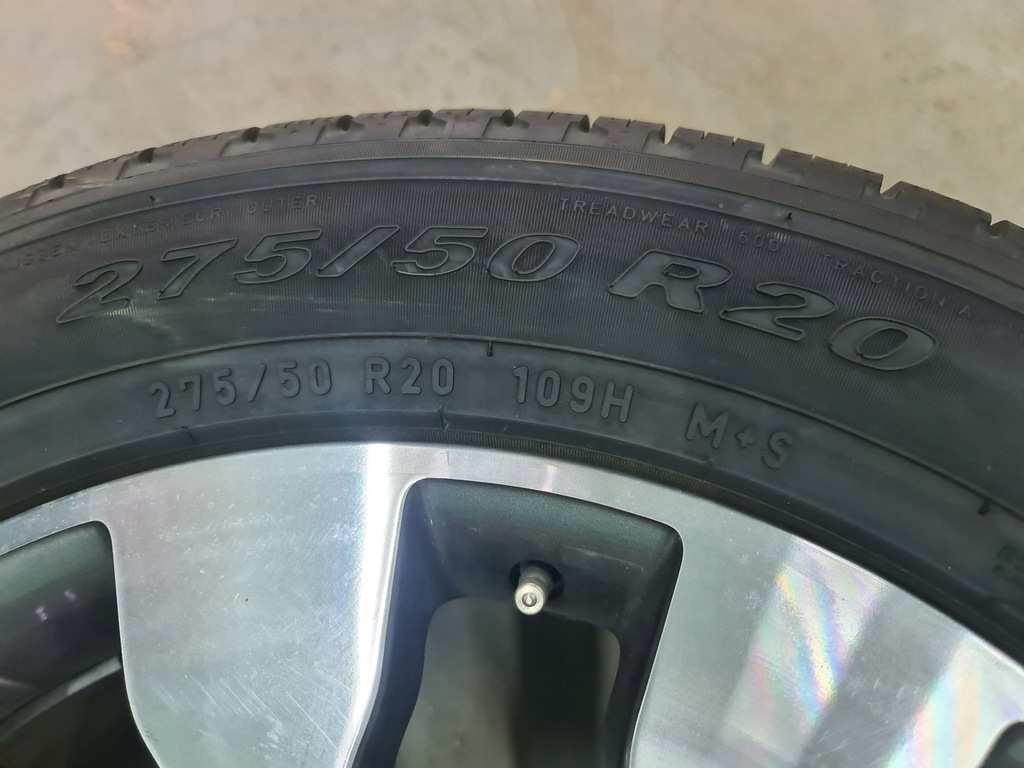 EXTERIEUR OUTER
TREADWEAR 600 TRACTION A
275/50 R20
275/50 R20 109H M+S